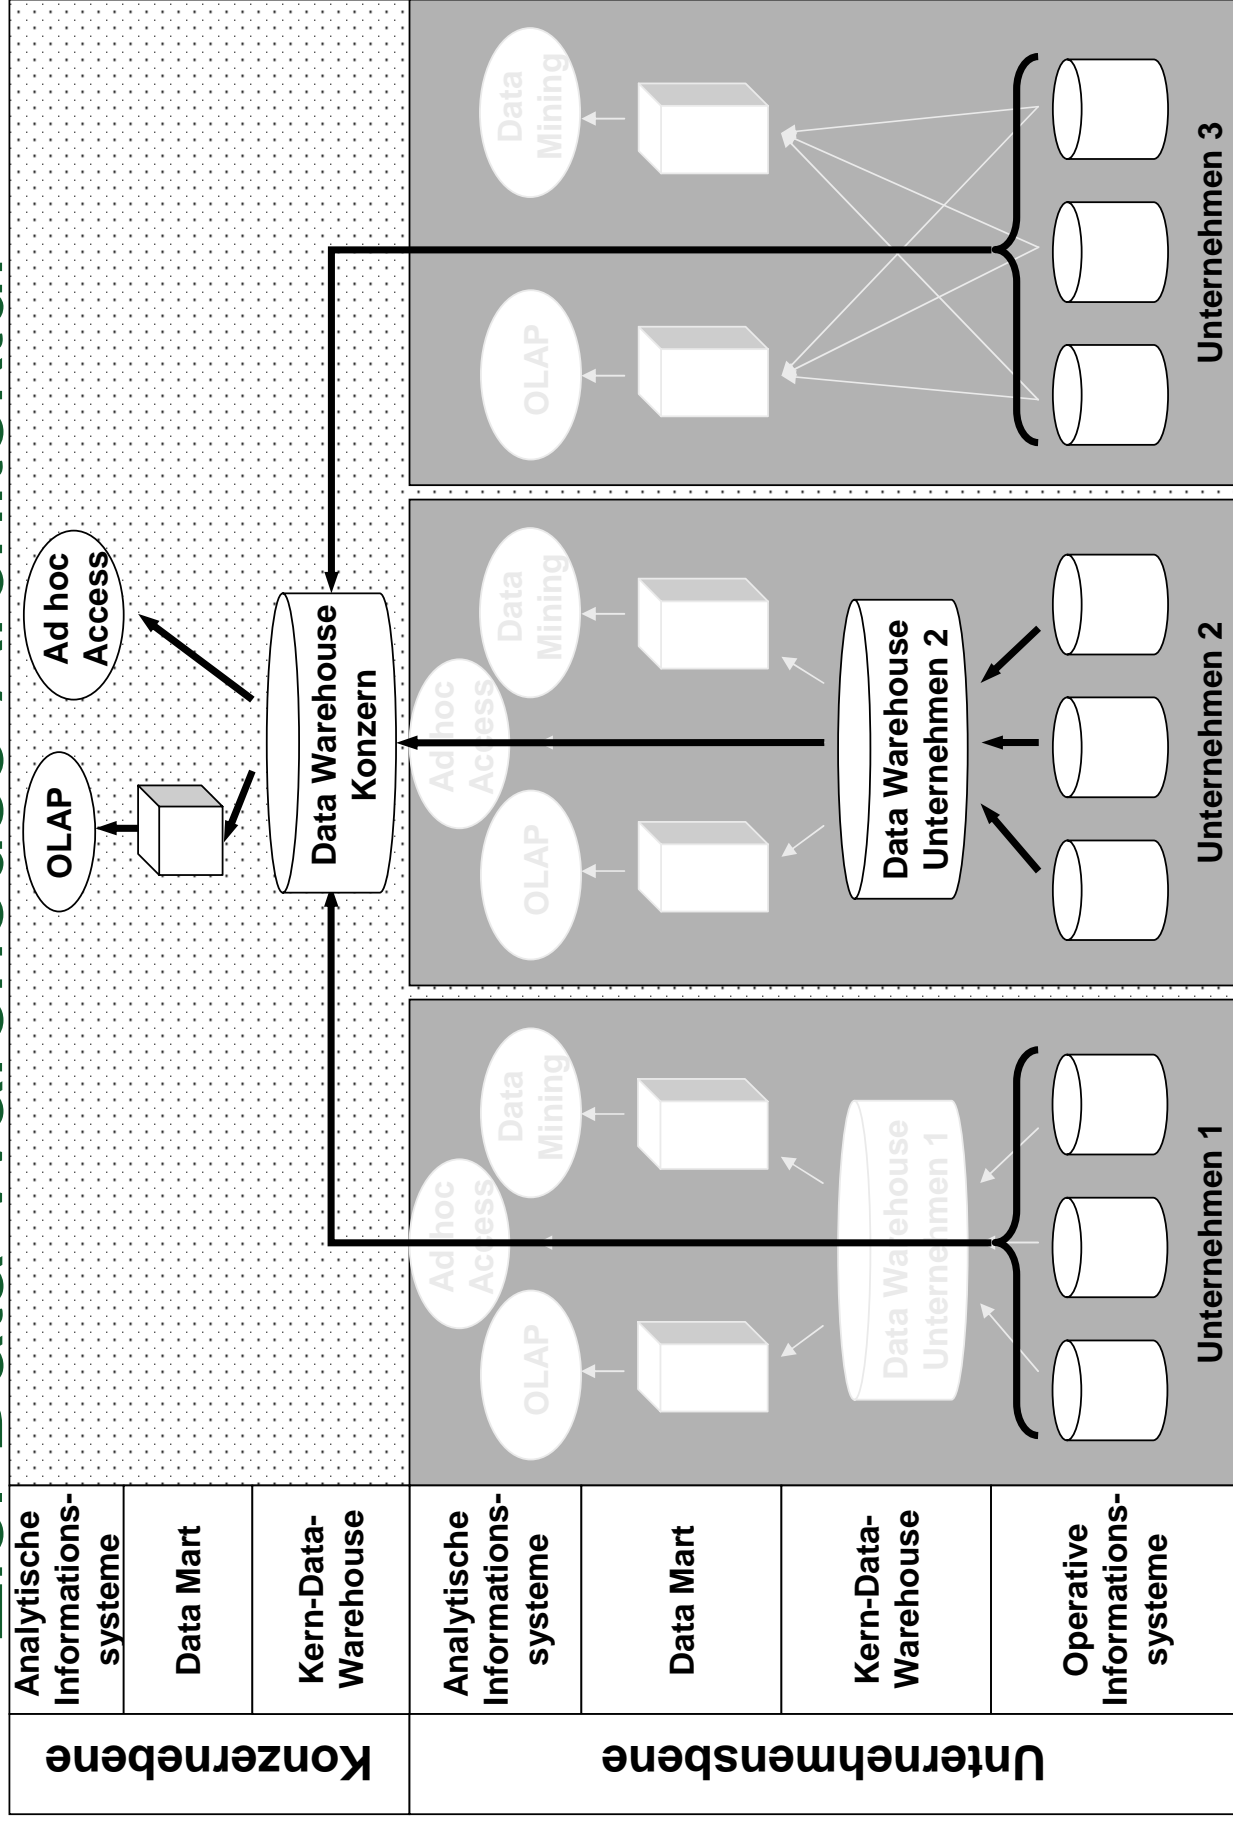 Konzernebene
Analytische
Informations-
systeme
OLAP
Ad hoc
Access
Data Mart
Kern-Data-
Warehouse
Data Warehouse
Konzern
Unternehmensbene
Analytische
Informations-
systeme
OLAP
Ad hoc
Access
Data
Mining
OLAP
Ad hoc
Access
Data
Mining
OLAP
Data
Mining
Data Mart
Kern-Data-
Warehouse
Data Warehouse
Unternehmen 1
Data Warehouse
Unternehmen 2
Operative
Informations-
systeme
Unternehmen 1
Unternehmen 2
Unternehmen 3